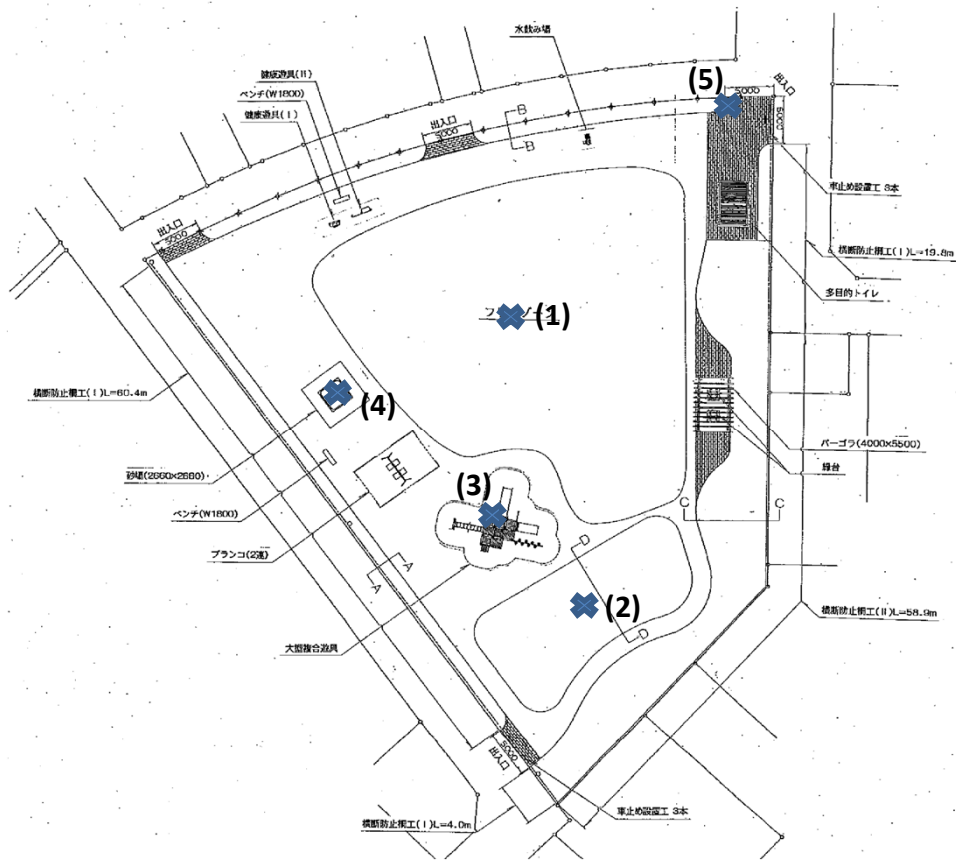 水飲み場
健康遊具(II)
ベンチ(W1800)
健康遊具(I)
出入口
5000
B
B
(5)
出入口
5000
5000
出入口
5000
車止め設置工 3本
横断防止柵工(I)L=19.8m
多目的トイレ
(1)
横断防止柵工(I)L=60.4m
(4)
パーゴラ(4000×5500)
縁台
砂場(2660×2660)
ベンチ(W1800)
(3)
C
C
ブランコ(2連)
A
A
D
(2)
D
横断防止柵工(II)L=58.9m
大型複合遊具
出入口
5000
車止め設置工 3本
横断防止柵工(I)L=4.0m